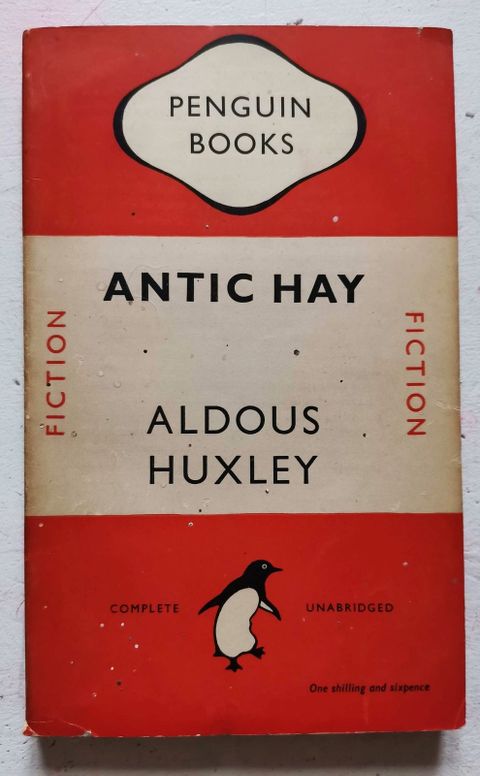 PENGUIN
BOOKS
ANTIC HAY
FICTION
FICTION
ALDOUS
HUXLEY
COMPLETE UNABRIDGED
One shilling and sixpence